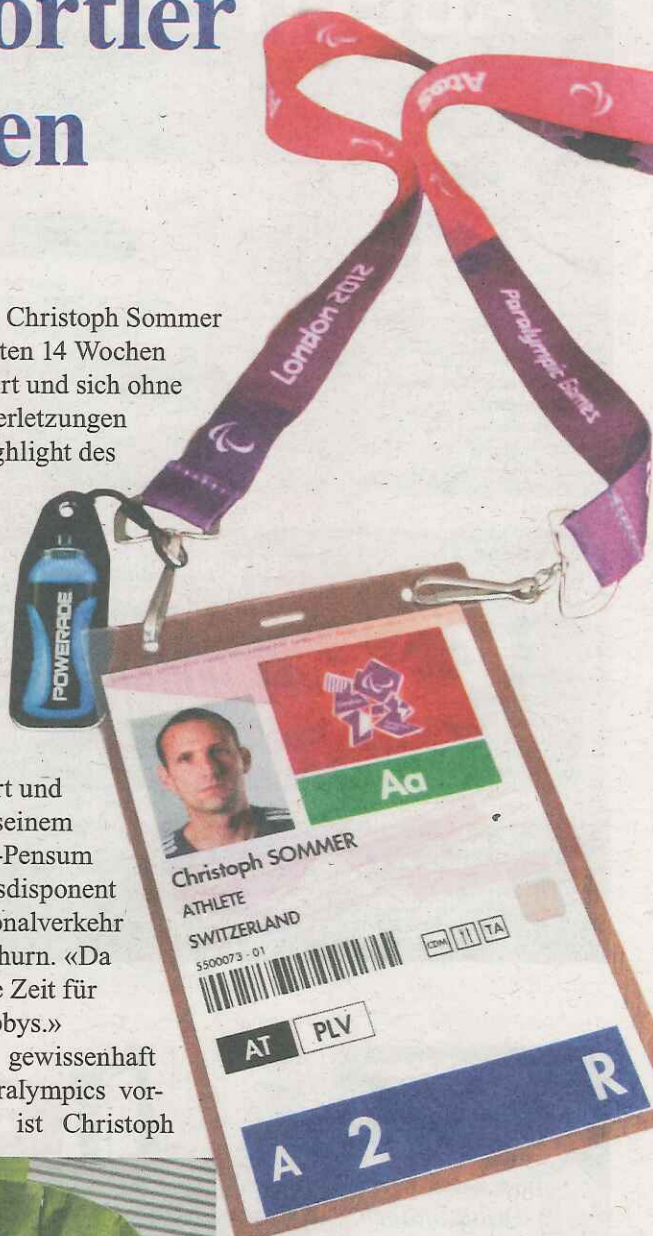 ortler
en
Christoph Sommer
ten 14 Wochen
rt und sich ohne
erletzungen
ghlight des
Atos
London 2012
Paralympic Games
POWERADE
Aa
Christoph SOMMER
ATHLETE
SWITZERLAND
5500073 - 01
CDM TA
AT PLV
A 2 R
rt und
seinem
-Pensum
sdisponent
onalverkehr
hurn. «Da
e Zeit für
bys.»
gewissenhaft
ralympics vor-
ist Christoph